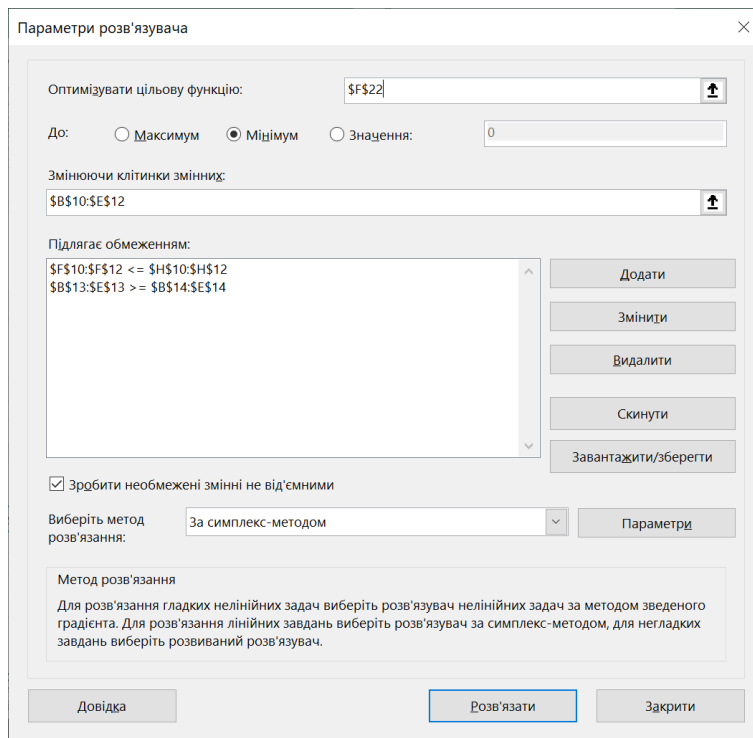 Параметри розв'язувача
Оптимізувати цільову функцію: $F$22
До: Максимум Мінімум Значення: 0
Змінюючи клітинки змінних:
$B$10:$E$12
Підлягає обмеженням:
$F$10:$F$12 <= $H$10:$H$12
$B$13:$E$13 >= $B$14:$E$14
Додати
Змінити
Видалити
Скинути
Завантажити/зберегти
Зробити необмежені змінні не від'ємними
Виберіть метод
розв'язання:
За симплекс-методом
Параметри
Метод розв'язання
Для розв'язання гладких нелінійних задач виберіть розв'язувач нелінійних задач за методом зведеного
градієнта. Для розв'язання лінійних завдань виберіть розв'язувач за симплекс-методом, для негладких
завдань виберіть розвиваний розв'язувач.
Довідка Розв'язати Закрити